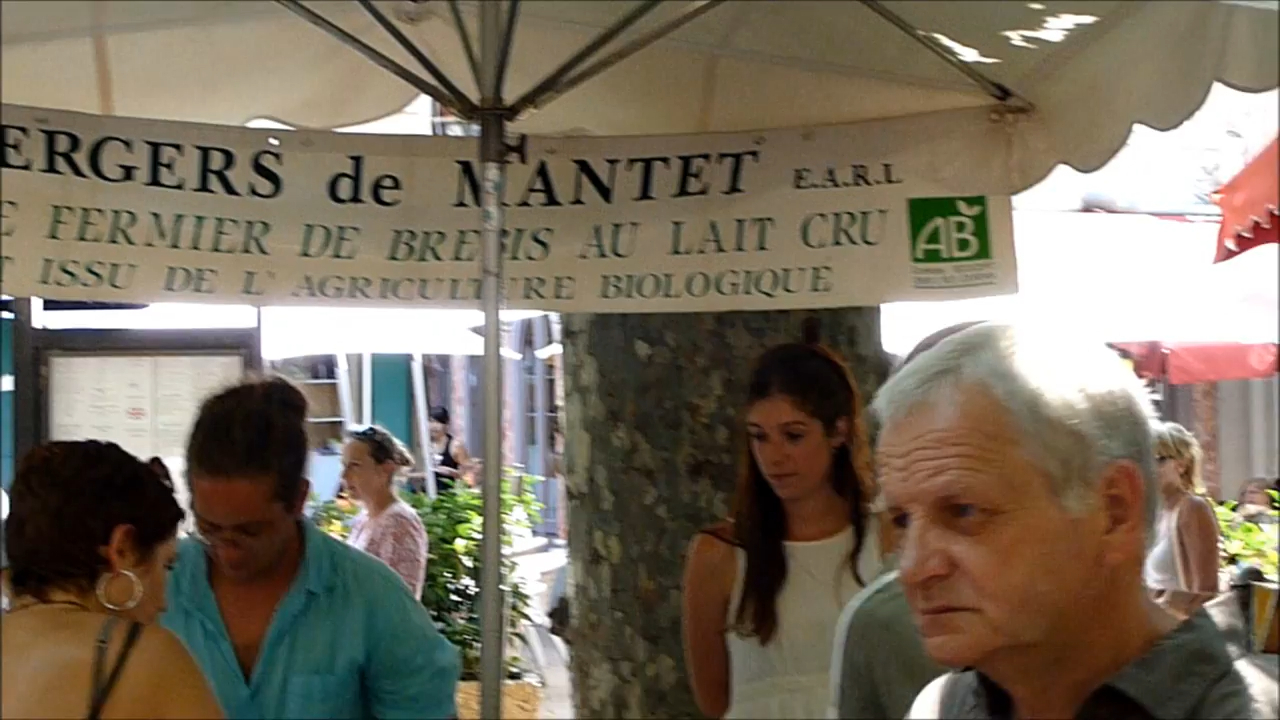 ERGERS de MANTET E.A.R.L
E FERMIER DE BREBIS AU LAIT CRU
T ISSU DE L' AGRICULTURE BIOLOGIQUE
AB